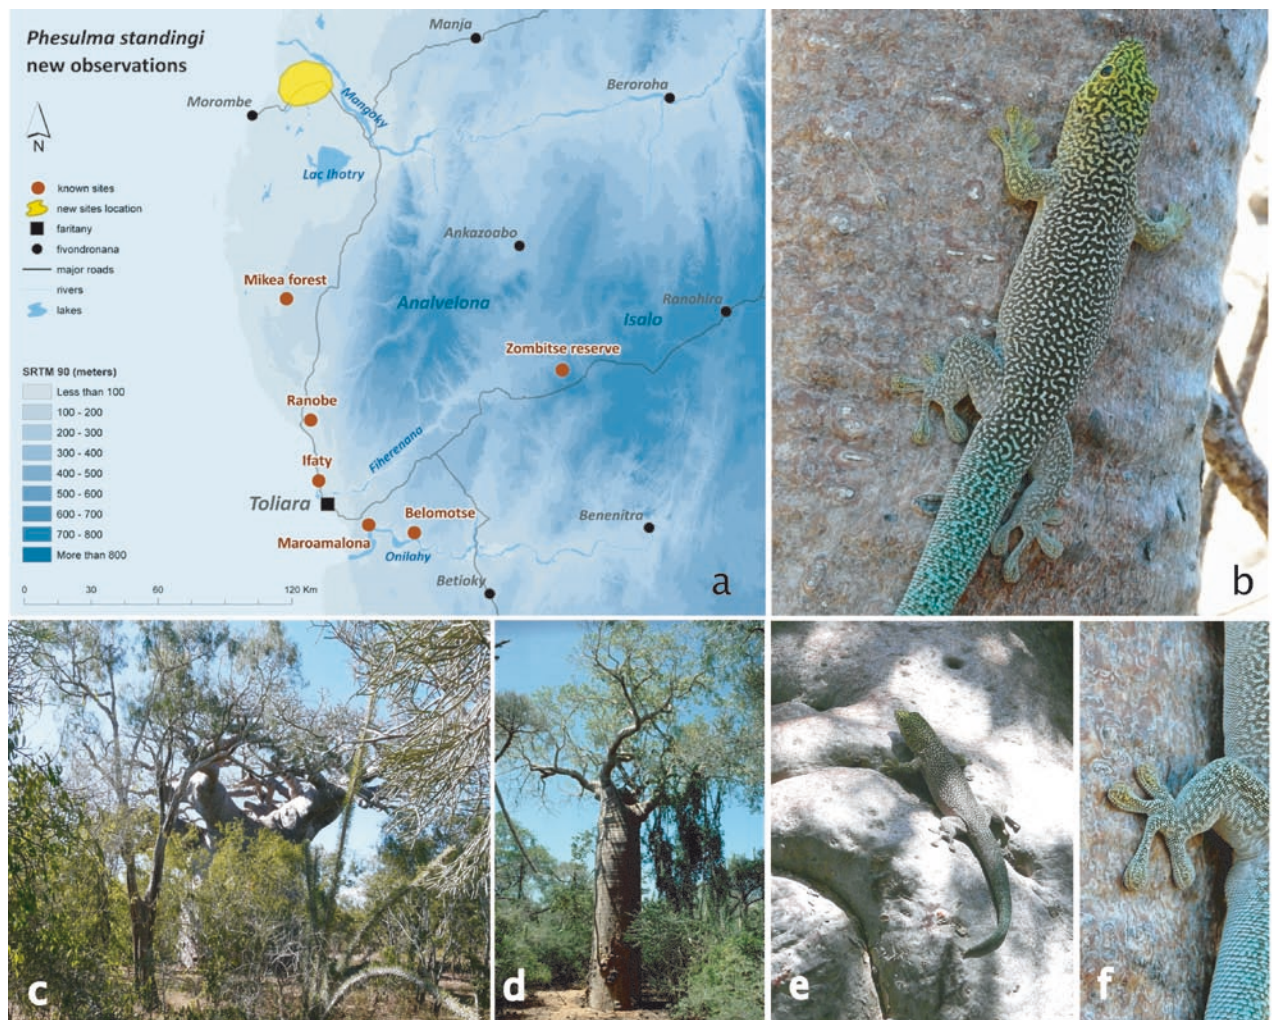 Phesulma standingi
new observations
N
known sites
new sites location
faritany
fivondronana
major roads
rivers
lakes
SRTM 90 (meters)
Less than 100
100 - 200
200 - 300
300 - 400
400 - 500
500 - 600
600 - 700
700 - 800
More than 800
0 30 60 120 Km
Manja
Morombe
Mangoky
Beroroha
Lac Ihotry
Ankazoabo
Mikea forest
Analvelona
Ranohira
Isalo
Zombitse reserve
Ranobe
Fiherenana
Ifaty
Toliara
Belomotse
Benenitra
Maroamalona
Onilahy
Betioky
a
b
c
d
e
f